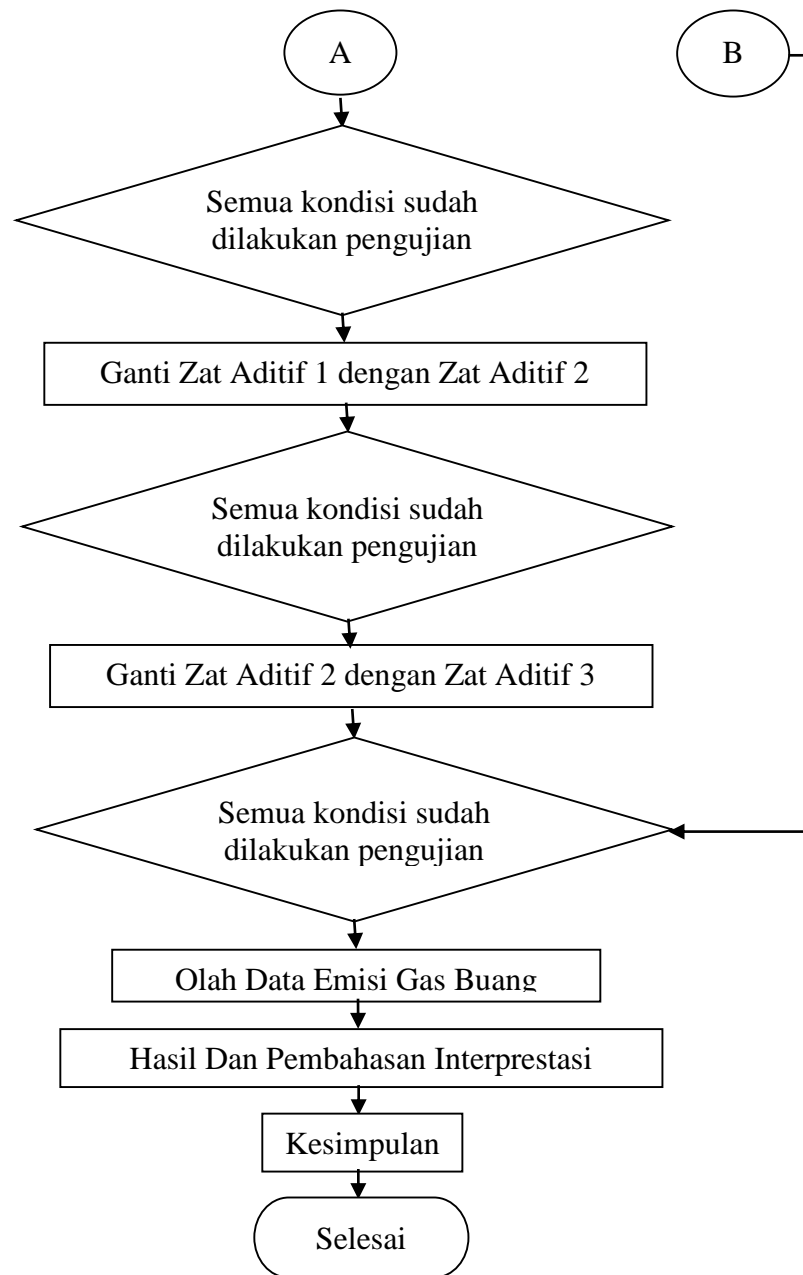 A
B
Semua kondisi sudah
dilakukan pengujian
Ganti Zat Aditif 1 dengan Zat Aditif 2
Semua kondisi sudah
dilakukan pengujian
Ganti Zat Aditif 2 dengan Zat Aditif 3
Semua kondisi sudah
dilakukan pengujian
Olah Data Emisi Gas Buang
Hasil Dan Pembahasan Interprestasi
Kesimpulan
Selesai